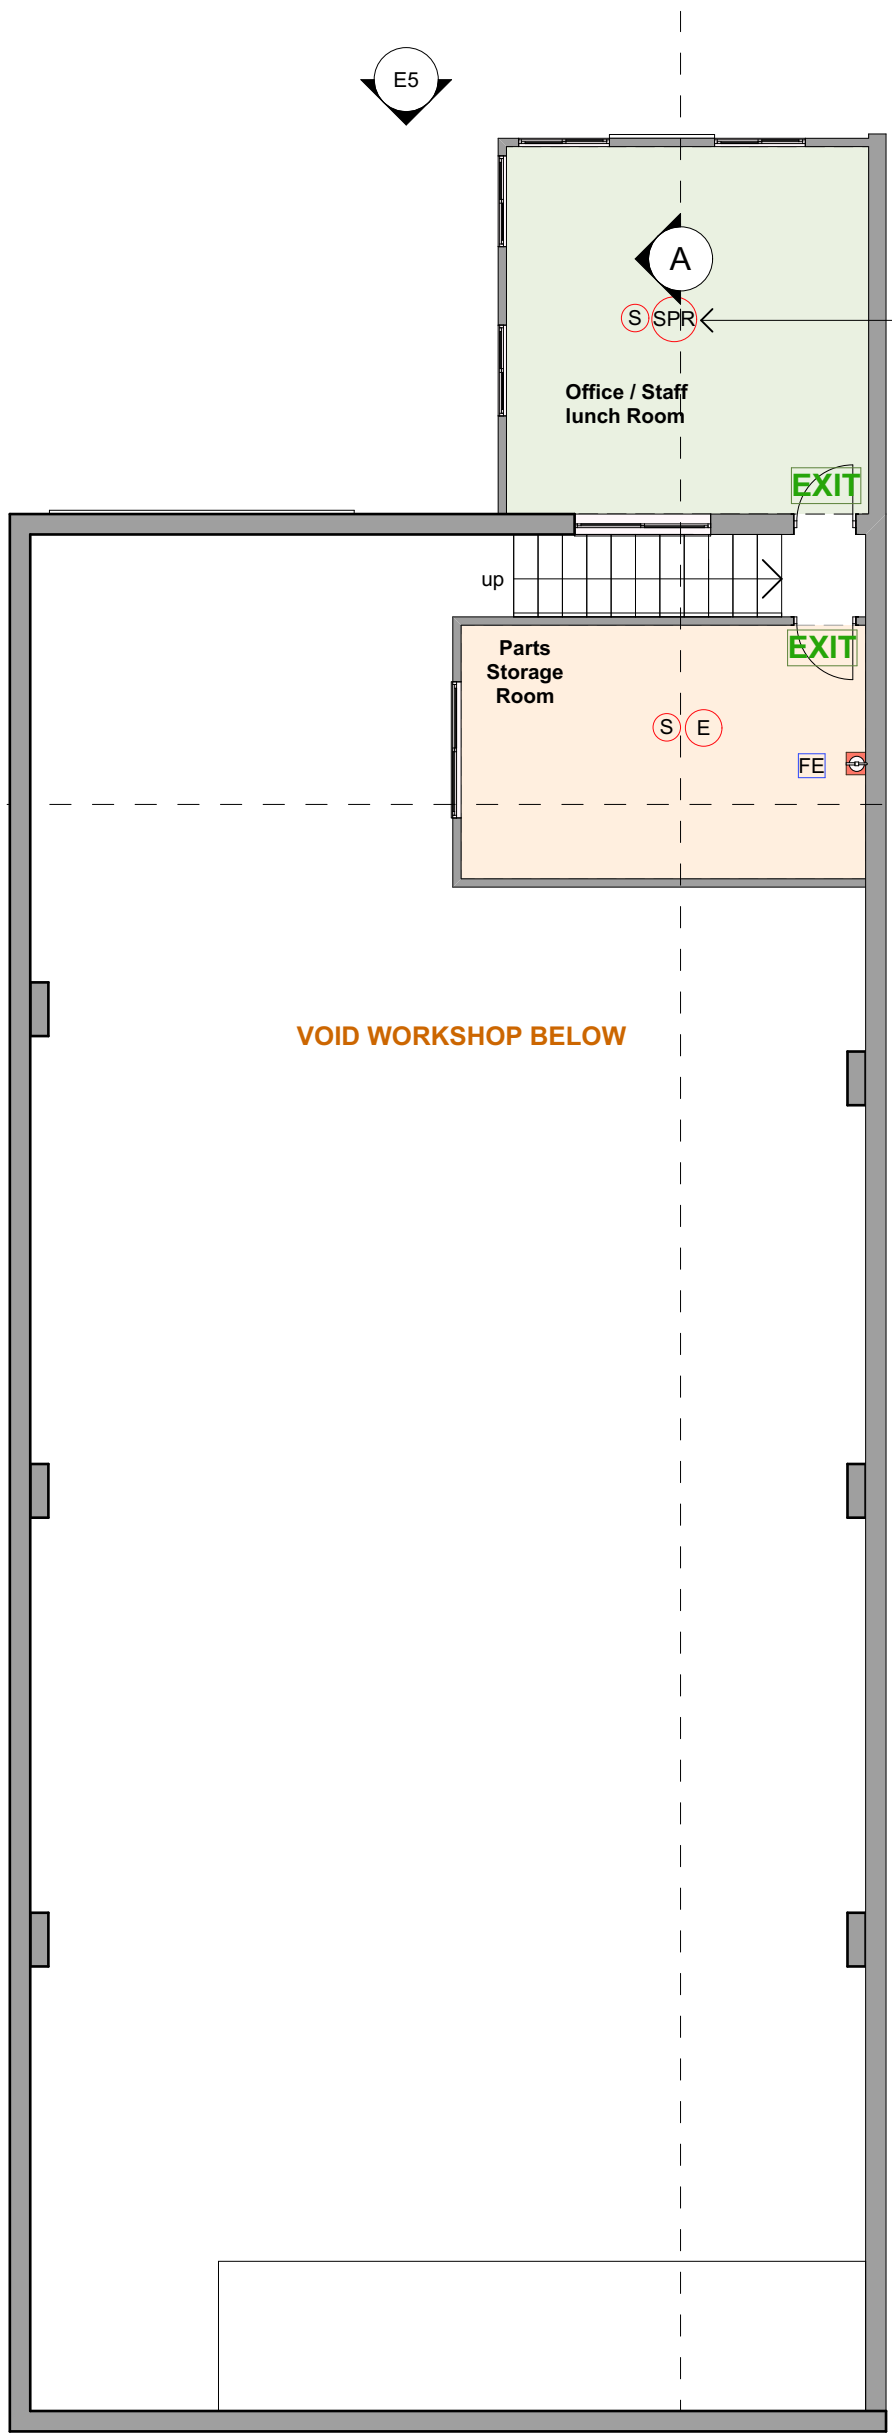 E5
A
S
SPR
Office / Staff
lunch Room
EXIT
up
EXIT
Parts
Storage
Room
S
E
FE
VOID WORKSHOP BELOW